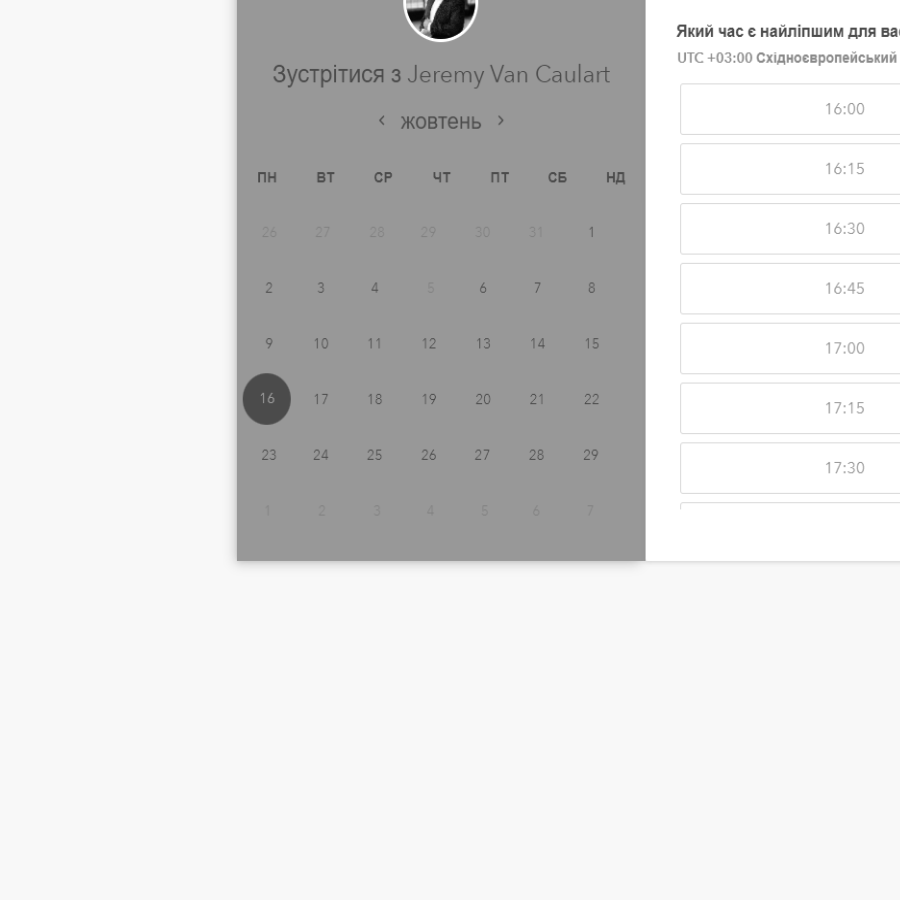 Зустрітися з Jeremy Van Caulart
‹ жовтень ›
ПН ВТ СР ЧТ ПТ СБ НД
26 27 28 29 30 31 1
2 3 4 5 6 7 8
9 10 11 12 13 14 15
16 17 18 19 20 21 22
23 24 25 26 27 28 29
1 2 3 4 5 6 7
Який час є найліпшим для
UTC +03:00 Східноєвропейський
16:00
16:15
16:30
16:45
17:00
17:15
17:30